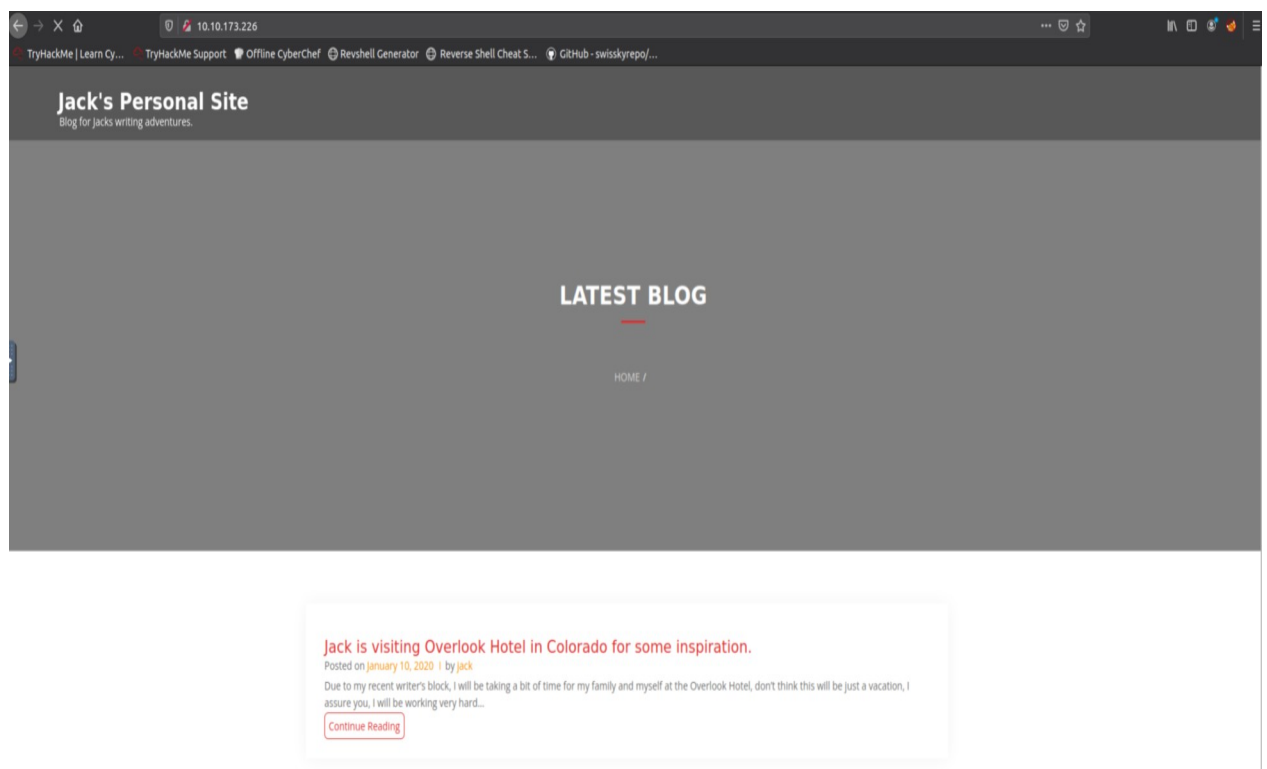 10.10.173.226
TryHackMe | Learn Cy... TryHackMe Support Offline CyberChef Revshell Generator Reverse Shell Cheat S... GitHub - swisskyrepo/...
Jack's Personal Site
Blog for Jacks writing adventures.
LATEST BLOG
HOME /
Jack is visiting Overlook Hotel in Colorado for some inspiration.
Posted on January 10, 2020 | by jack
Due to my recent writer's block, I will be taking a bit of time for my family and myself at the Overlook Hotel, don't think this will be just a vacation, I
assure you, I will be working very hard...
Continue Reading